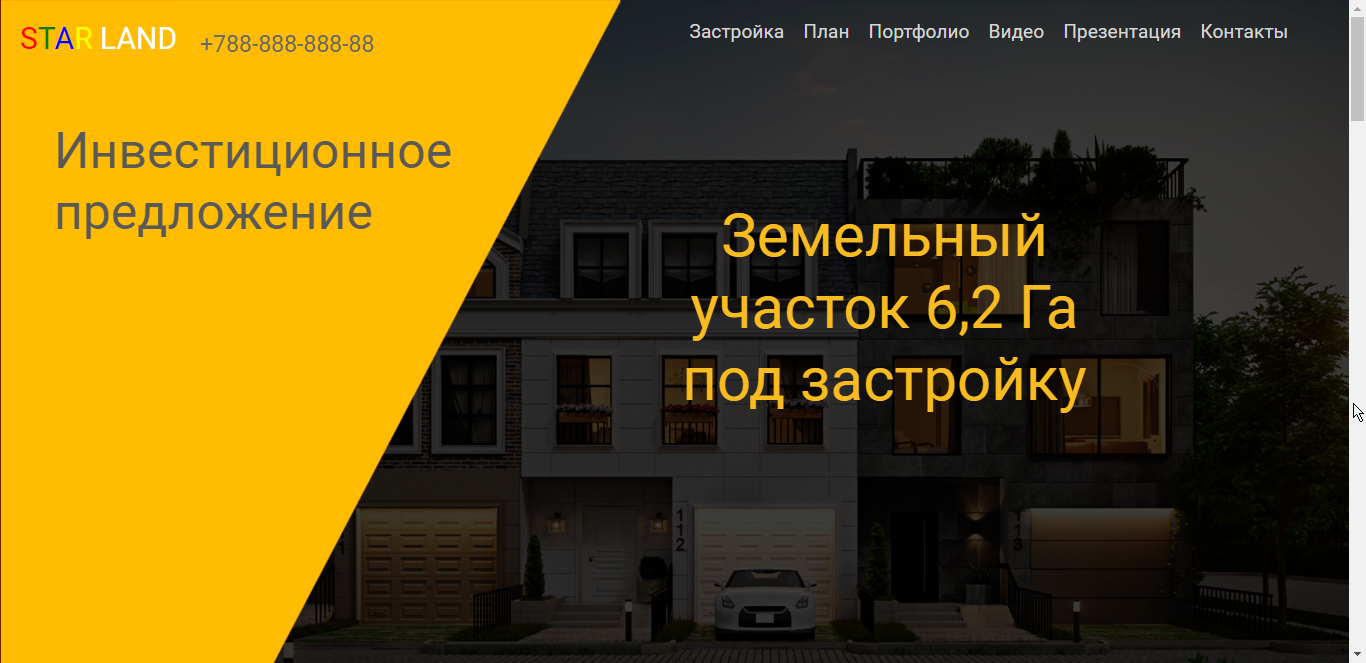 STAR LAND +788-888-888-88
Застройка План Портфолио Видео Презентация Контакты
Инвестиционное
предложение
Земельный
участок 6,2 Га
под застройку
112
113